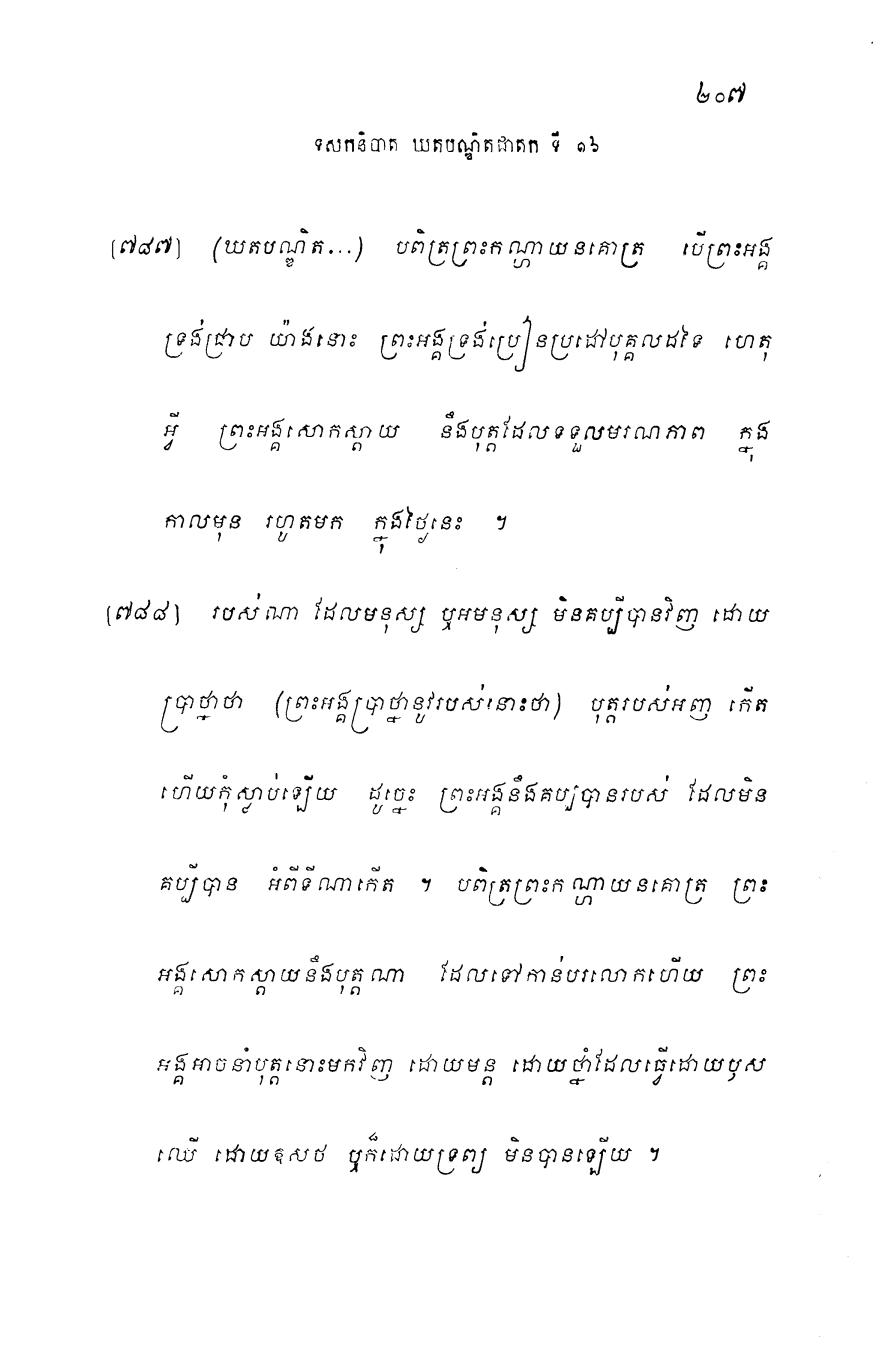 ២០៧
ទសកនិបាត ឃតបណ្ឌិតជាតក ទី ១៦
[៧៨៧] (ឃតបណ្ឌិត...) បពិត្រព្រះកណ្ហាយនគោត្រ បើព្រះអង្គ
ទ្រង់ជ្រាប យ៉ាងនោះ ព្រះអង្គទ្រង់ប្រៀនប្រដៅបុគ្គលដទៃ ហេតុ
អ្វី ព្រះអង្គសោកស្តាយ នឹងបុត្តដែលទទួលមរណភាព ក្នុង
កាលមុន រហូតមក ក្នុងថ្ងៃនេះ ។
[៧៨៨] របស់ណា ដែលមនុស្ស ឬអមនុស្ស មិនគប្បីបានវិញ ដោយ
ប្រាថ្នាថា (ព្រះអង្គប្រាថ្នានូវរបស់នោះថា) បុត្តរបស់អញ កើត
ហើយកុំស្លាប់ឡើយ ដូច្នេះ ព្រះអង្គនឹងគប្បបានរបស់ ដែលមិន
គប្បីបាន អំពីទីណាកើត ។ បពិត្រព្រះកណ្ហាយនគោត្រ ព្រះ
អង្គសោកស្តាយនឹងបុត្តណា ដែលទៅកាន់បរលោកហើយ ព្រះ
អង្គអាចនាំបុត្តនោះមកវិញ ដោយមន្ត ដោយថ្នាំដែលធ្វើដោយឫស
ឈើ ដោយឱសថ ឬក៏ដោយទ្រព្យ មិនបានឡើយ ។